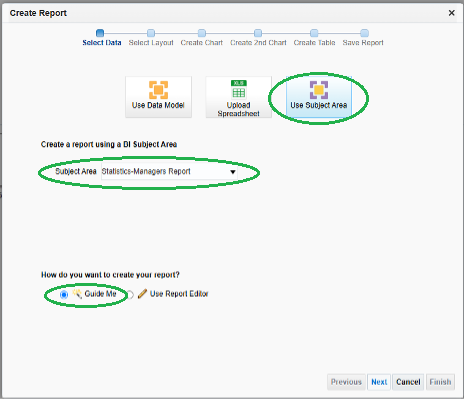 Create Report
Select Data Select Layout Create Chart Create 2nd Chart Create Table Save Report
Use Data Model
XLS
Upload
Spreadsheet
Use Subject Area
Create a report using a BI Subject Area
Subject Area Statistics-Managers Report
How do you want to create your report?
Guide Me Use Report Editor
Previous Next Cancel Finish